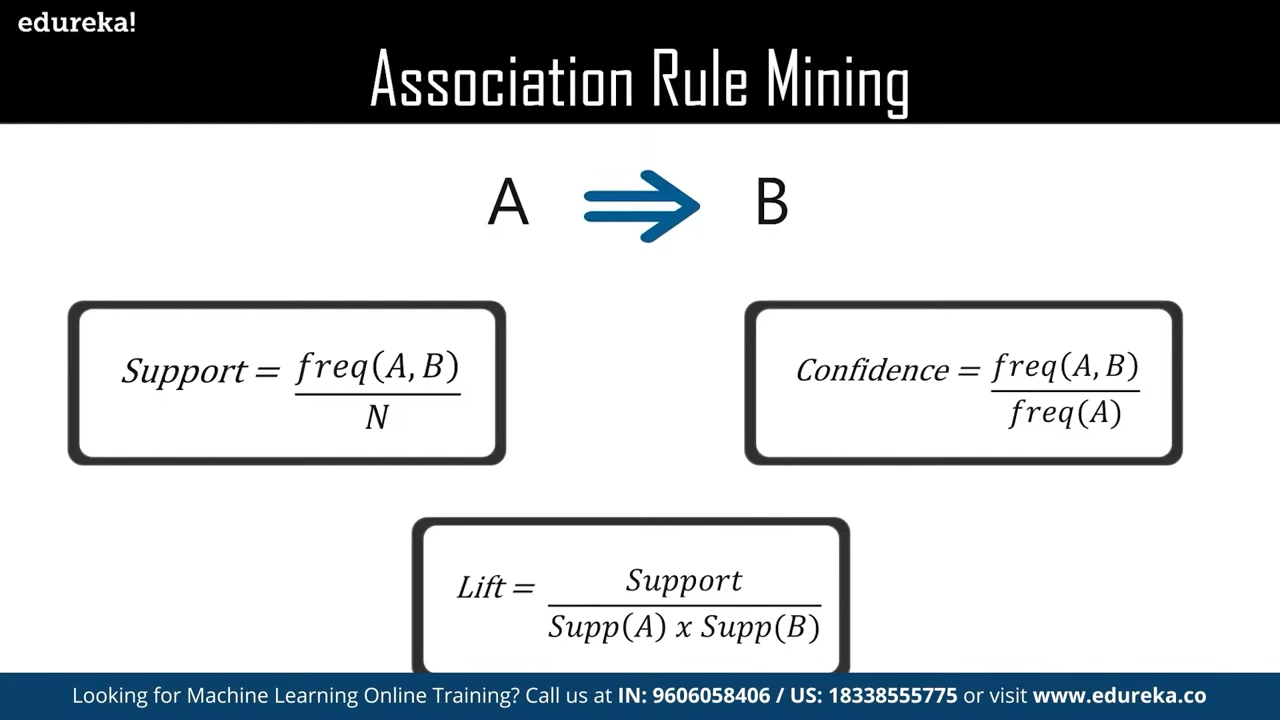 edureka!
Association Rule Mining
A ⇒ B
Support = freq(A, B) / N
Confidence = freq(A, B) / freq(A)
Lift = Support / Supp(A) x Supp(B)
Looking for Machine Learning Online Training? Call us at IN: 9606058406 / US: 18338555775 or visit www.edureka.co